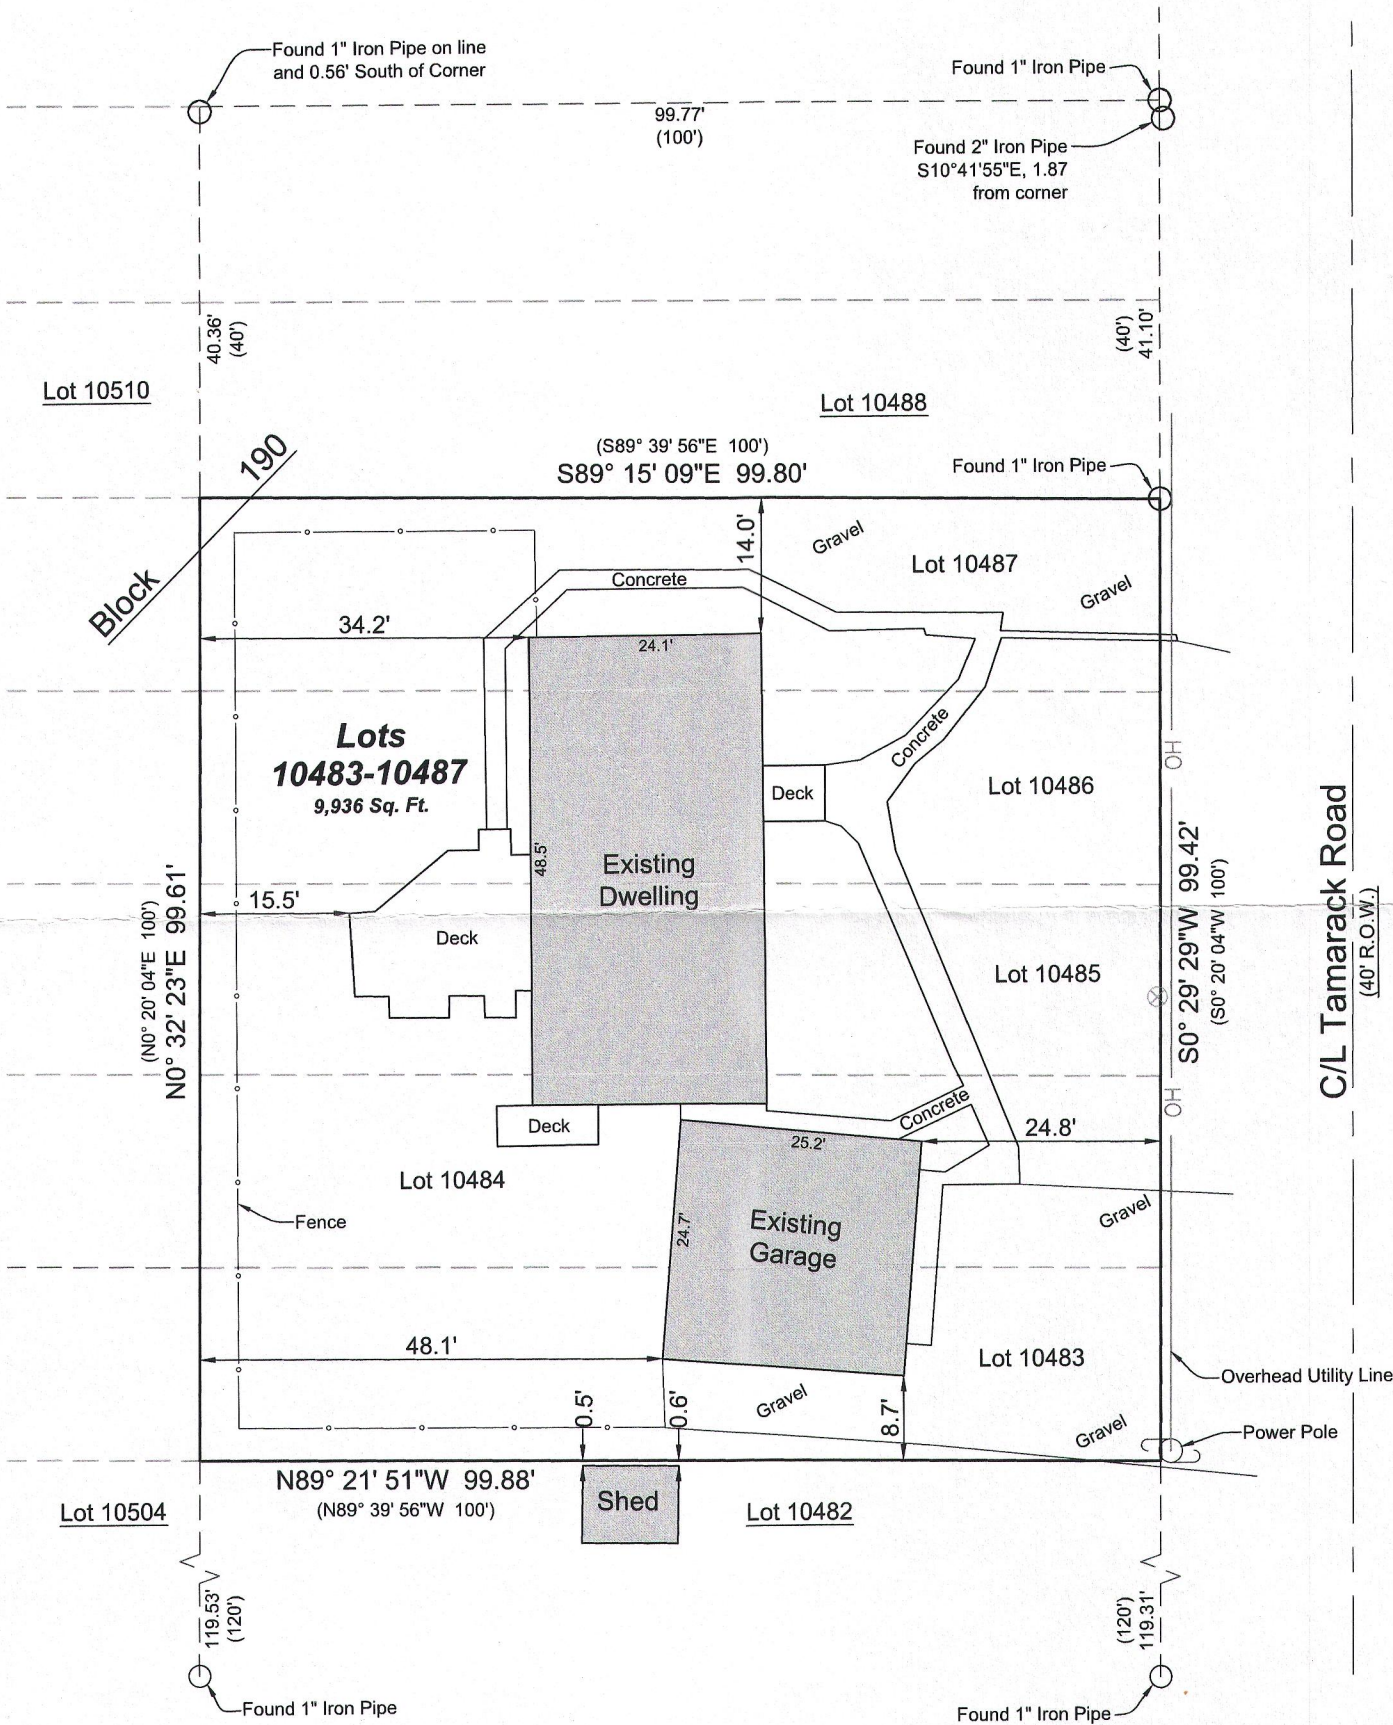 Found 1" Iron Pipe on line
and 0.56' South of Corner
Found 1" Iron Pipe
99.77'
(100')
Found 2" Iron Pipe
S10°41'55"E, 1.87
from corner
40.36'
(40')
(40')
41.10'
Lot 10510
Lot 10488
Block 190
(S89° 39' 56"E 100')
S89° 15' 09"E 99.80'
Found 1" Iron Pipe
14.0'
Gravel
Lot 10487
Concrete
Gravel
34.2'
24.1'
Lots
10483-10487
9,936 Sq. Ft.
Concrete
OH
Deck
Lot 10486
48.5'
Existing
Dwelling
15.5'
Deck
(N0° 20' 04"E 100')
N0° 32' 23"E 99.61'
Lot 10485
S0° 29' 29"W 99.42'
(S0° 20' 04"W 100')
C/L Tamarack Road
(40' R.O.W.)
OH
Deck
Concrete
25.2'
24.8'
Lot 10484
Fence
24.7'
Existing
Garage
Gravel
48.1'
Lot 10483
Overhead Utility Line
0.5'
0.6'
Gravel
8.7'
Gravel
Power Pole
N89° 21' 51"W 99.88'
(N89° 39' 56"W 100')
Shed
Lot 10504
Lot 10482
119.53'
(120')
(120')
119.31'
Found 1" Iron Pipe
Found 1" Iron Pipe